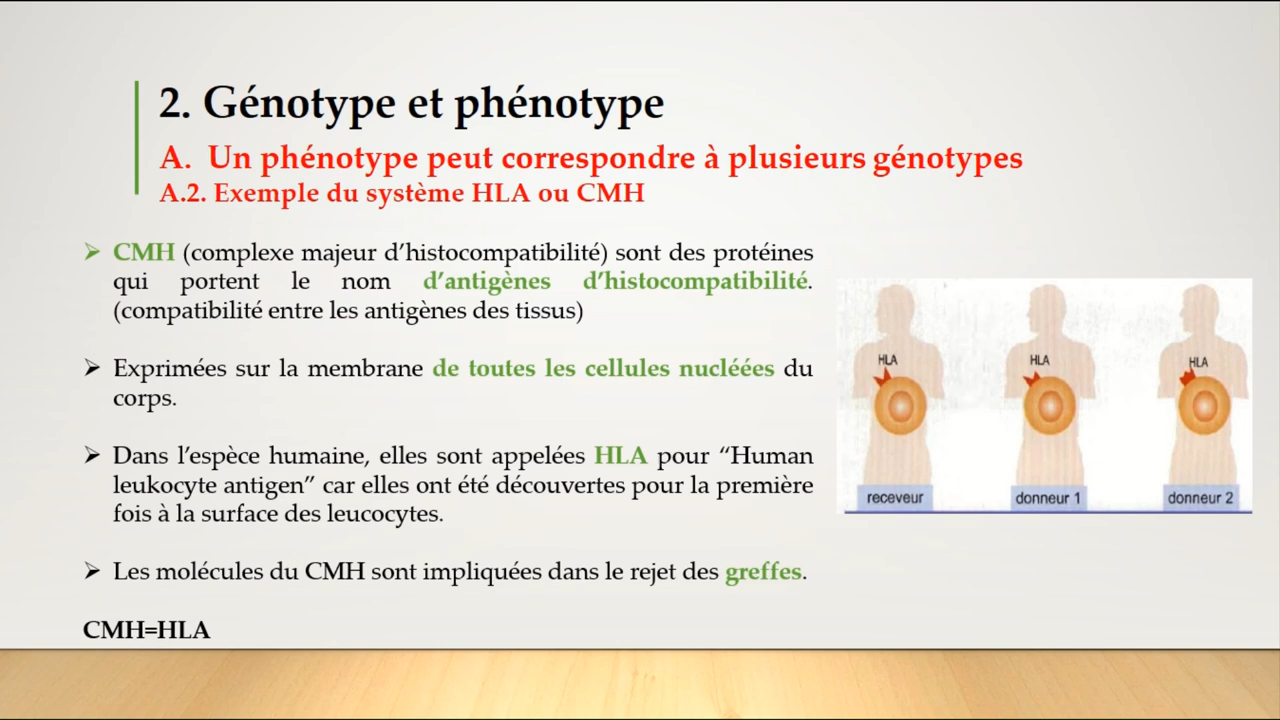 2. Génotype et phénotype
A. Un phénotype peut correspondre à plusieurs génotypes
A.2. Exemple du système HLA ou CMH
➢ CMH (complexe majeur d’histocompatibilité) sont des protéines
qui portent le nom d’antigènes d’histocompatibilité.
(compatibilité entre les antigènes des tissus)
➢ Exprimées sur la membrane de toutes les cellules nucléées du
corps.
➢ Dans l’espèce humaine, elles sont appelées HLA pour “Human
leukocyte antigen” car elles ont été découvertes pour la première
fois à la surface des leucocytes.
➢ Les molécules du CMH sont impliquées dans le rejet des greffes.
CMH=HLA
HLA HLA HLA
receveur donneur 1 donneur 2